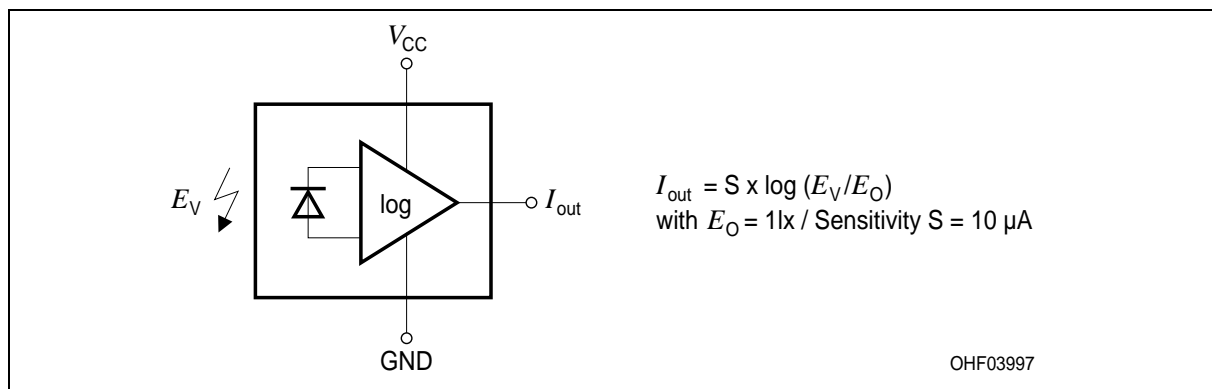 VCC
EV
log
Iout
GND
Iout = S x log (EV/EO)
with EO = 1lx / Sensitivity S = 10 µA
OHF03997